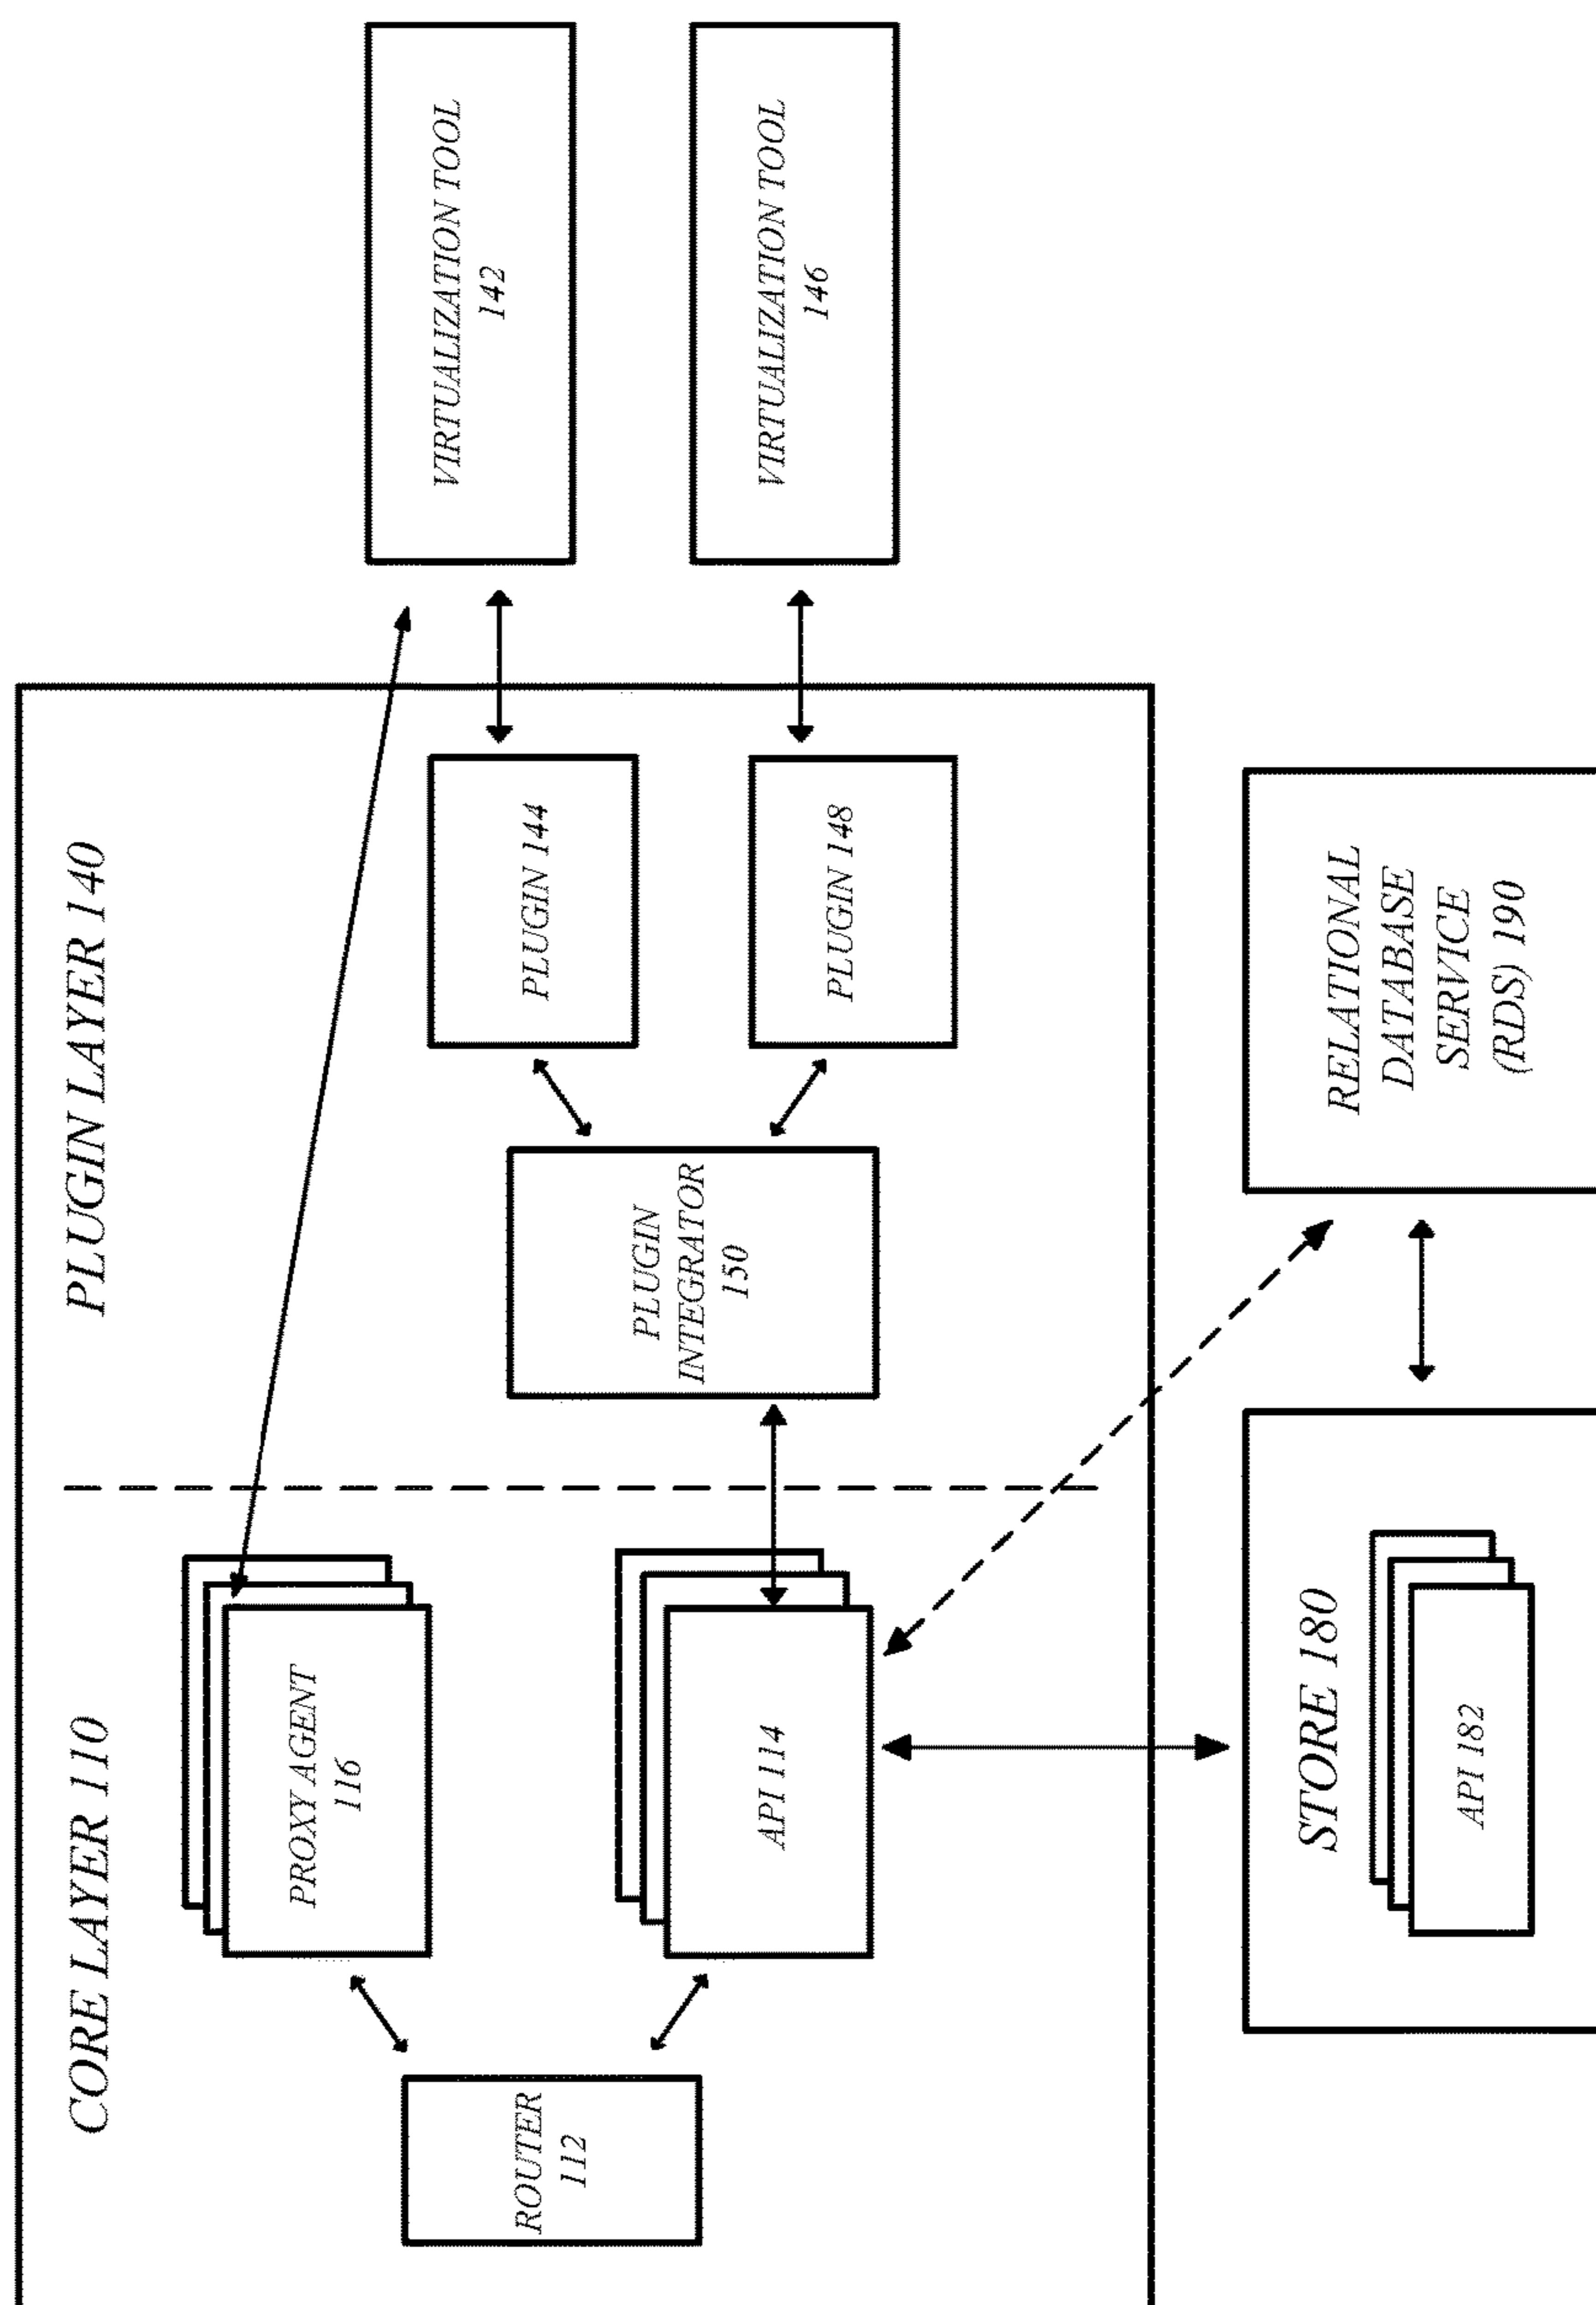 CORE LAYER 110
PLUGIN LAYER 140
PROXY AGENT
116
ROUTER
112
API 114
PLUGIN
INTEGRATOR
150
PLUGIN 144
PLUGIN 148
VIRTUALIZATION TOOL
142
VIRTUALIZATION TOOL
146
STORE 180
API 182
RELATIONAL
DATABASE
SERVICE
(RDS) 190